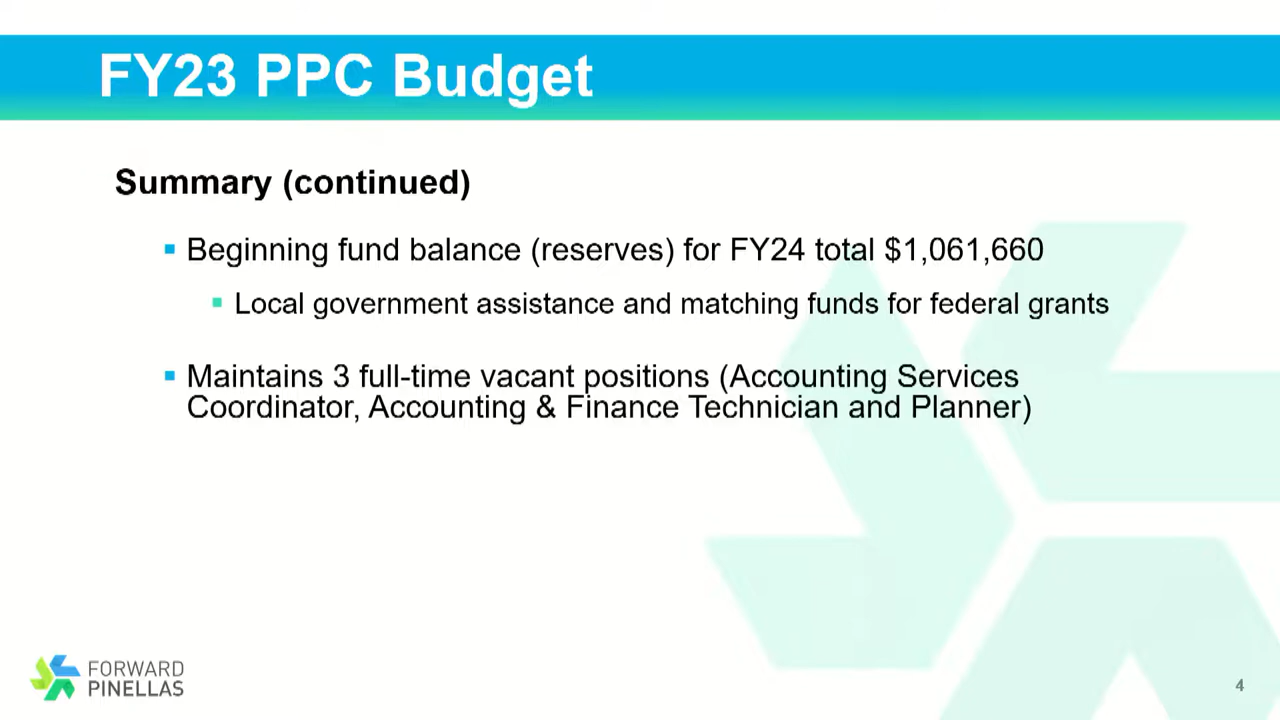 FY23 PPC Budget
Summary (continued)
Beginning fund balance (reserves) for FY24 total $1,061,660
Local government assistance and matching funds for federal grants
Maintains 3 full-time vacant positions (Accounting Services
Coordinator, Accounting & Finance Technician and Planner)
FORWARD
PINELLAS
4